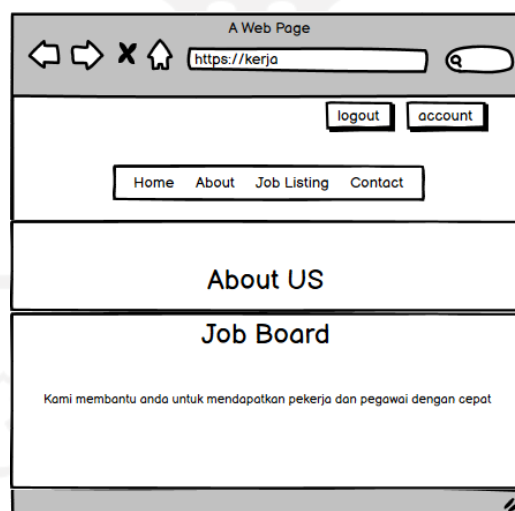 A Web Page
https://kerja
logout account
Home About Job Listing Contact
About US
Job Board
Kami membantu anda untuk mendapatkan pekerja dan pegawai dengan cepat